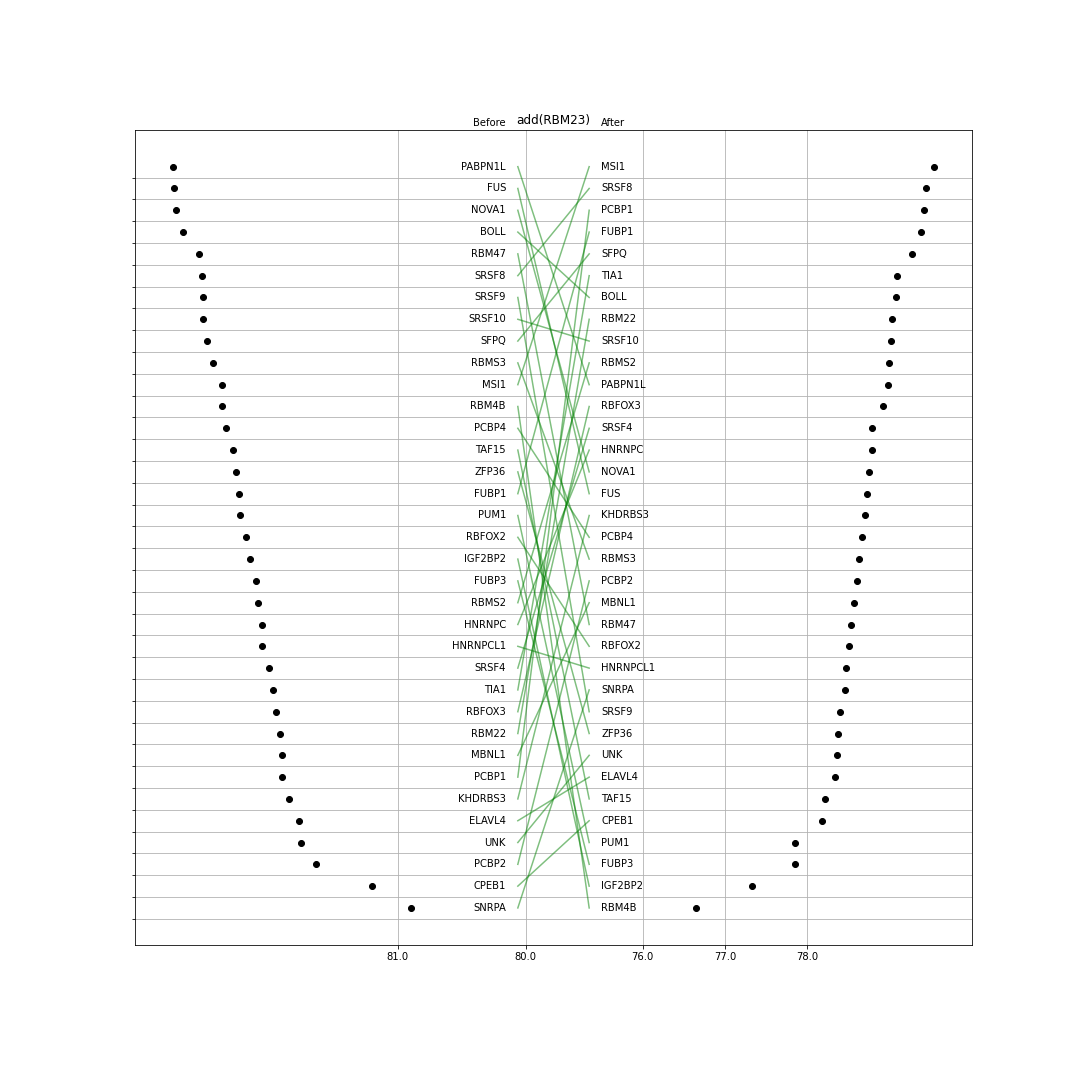 add(RBM23)
Before After
PABPN1L MSI1
FUS SRSF8
NOVA1 PCBP1
BOLL FUBP1
RBM47 SFPQ
SRSF8 TIA1
SRSF9 BOLL
SRSF10 RBM22
SFPQ SRSF10
RBMS3 RBMS2
MSI1 PABPN1L
RBM4B RBFOX3
PCBP4 SRSF4
TAF15 HNRNPC
ZFP36 NOVA1
FUBP1 FUS
PUM1 KHDRBS3
RBFOX2 PCBP4
IGF2BP2 RBMS3
FUBP3 PCBP2
RBMS2 MBNL1
HNRNPC RBM47
HNRNPCL1 RBFOX2
SRSF4 HNRNPCL1
TIA1 SNRPA
RBFOX3 SRSF9
RBM22 ZFP36
MBNL1 UNK
PCBP1 ELAVL4
KHDRBS3 TAF15
ELAVL4 CPEB1
UNK PUM1
PCBP2 FUBP3
CPEB1 IGF2BP2
SNRPA RBM4B
81.0 80.0 76.0 77.0 78.0